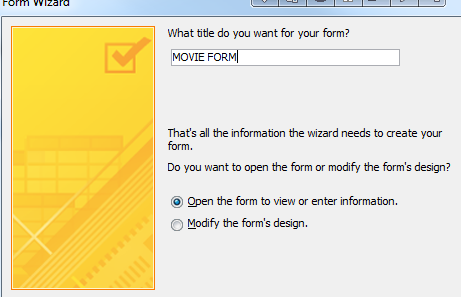 Form Wizard
What title do you want for your form?
MOVIE FORM
That's all the information the wizard needs to create your
form.
Do you want to open the form or modify the form's design?
Open the form to view or enter information.
Modify the form's design.